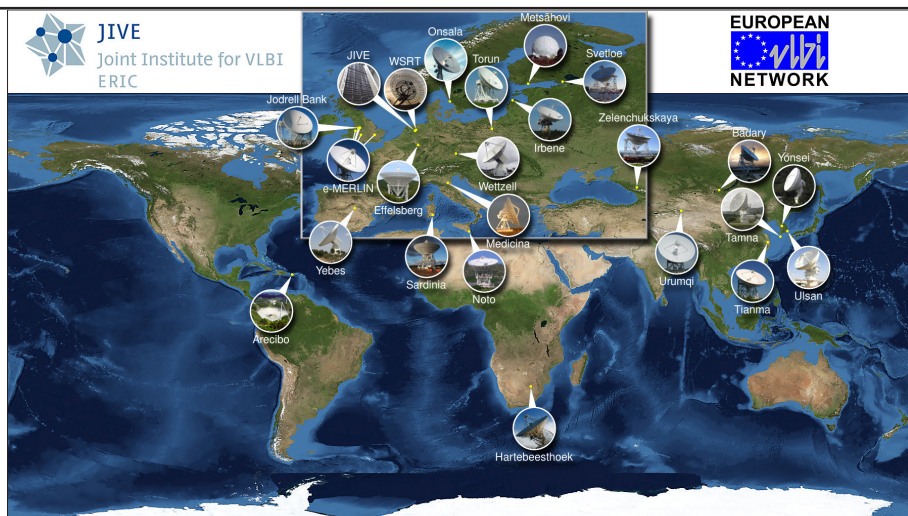 JIVE
Joint Institute for VLBI
ERIC
EUROPEAN
vlbi
NETWORK
Metsähovi
Onsala
JIVE
WSRT
Torun
Svetloe
Jodrell Bank
Zelenchukskaya
Badary
Irbene
Yonsei
e-MERLIN
Wettzell
Effelsberg
Tamna
Medicina
Yebes
Sardinia
Noto
Urumqi
Tianma
Ulsan
Arecibo
Hartebeesthoek